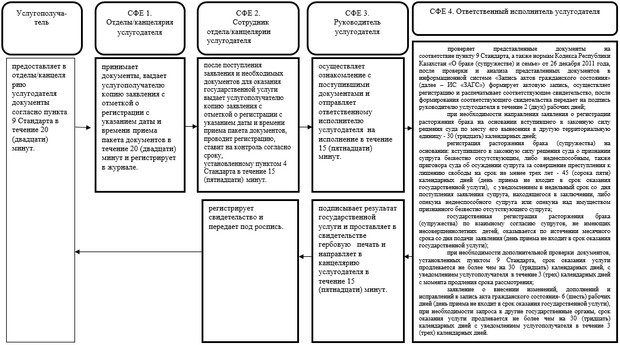 Услугополуча-
тель
СФЕ 1.
Отделы/канцелярия
услугодателя
СФЕ 2.
Сотрудник
отдела/канцелярии
услугодателя
СФЕ 3.
Руководитель
услугодателя
СФЕ 4. Ответственный исполнитель услугодателя
предоставляет в
отделы/канцеля
рию
услугодателя
документы
согласно пункта
9 Стандарта в
течение 20
(двадцати)
минут.
принимает
документы, выдает
услугополучателю
копию заявления с
отметкой о
регистрации с
указанием даты и
времени приема
пакета документов в
течение 20 (двадцати)
минут и регистрирует
в журнале.
после поступления
заявления и необходимых
документов для оказания
государственной услуги
выдает услугополучателю
копию заявления с
отметкой о регистрации с
указанием даты и времени
приема пакета документов,
проводит регистрацию,
ставит на контроль согласно
сроку,
установленному пунктом 4
Стандарта в течение 15
(пятнадцати) минут.
осуществляет
ознакомление с
поступившими
документами и
отправляет
ответственному
исполнителю
услугодателя на
исполнение в течение
15 (пятнадцати)
минут.
проверяет представленные документы на
соответствие пункту 9 Стандарта, а также нормам Кодекса Республики
Казахстан «О браке (супружестве) и семье» от 26 декабря 2011 года,
после проверки и анализа представленных документов в
информационной системе «Запись актов гражданского состояния»
(далее – ИС «ЗАГС») формирует актовую запись, осуществляет
регистрацию и распечатывает соответствующее свидетельство, после
формирования соответствующего свидетельства передает на подпись
руководителю услугодателя в течение 2 (двух) рабочих дней;
при необходимости направления заявления о регистрации
расторжения брака на основании вступившего в законную силу
решения суда по месту его вынесения в другую территориальную
единицу - 30 (тридцать) календарных дней;
регистрация расторжения брака (супружества) на
основании вступившего в законную силу решения суда о признании
супруга безвестно отсутствующим, либо недееспособным, также
приговора суда об осуждении супруга за совершение преступления к
лишению свободы на срок не менее трех лет - 45 (сорока пяти)
календарных дней (день приема не входит в срок оказания
государственной услуги), с уведомлением в недельный срок со дня
поступления заявления супруга, находящегося в заключении, либо
опекуна недееспособного супруга или опекуна над имуществом
признанного безвестно отсутствующего супруга;
государственная регистрация расторжения брака
(супружества) по взаимному согласию супругов, не имеющих
несовершеннолетних детей, оказывается по истечении месячного
срока со дня подачи заявления (день приема не входит в срок оказания
государственной услуги);
при необходимости дополнительной проверки документов,
установленных пунктом 9 Стандарта, срок оказания услуги
продлевается не более чем на 30 (тридцать) календарных дней, с
уведомлением услугополучателя в течение 3 (трех) календарных дней
с момента продления срока рассмотрения;
заявление о внесении изменений, дополнений и
исправлений в запись акта гражданского состояния- 6 (шесть) рабочих
дней (день приема не входит в срок оказания государственной услуги),
при необходимости запроса в другие государственные органы, срок
оказания услуги продлевается не более чем на 30 (тридцать)
календарных дней с уведомлением услугополучателя в течение 3
(трех) календарных дней.
регистрирует
свидетельство и
передает под роспись.
подписывает результат
государственной
услуги и проставляет в
свидетельстве
гербовую печать и
направляет в
канцелярию
услугодателя в
течение 15
(пятнадцати) минут.